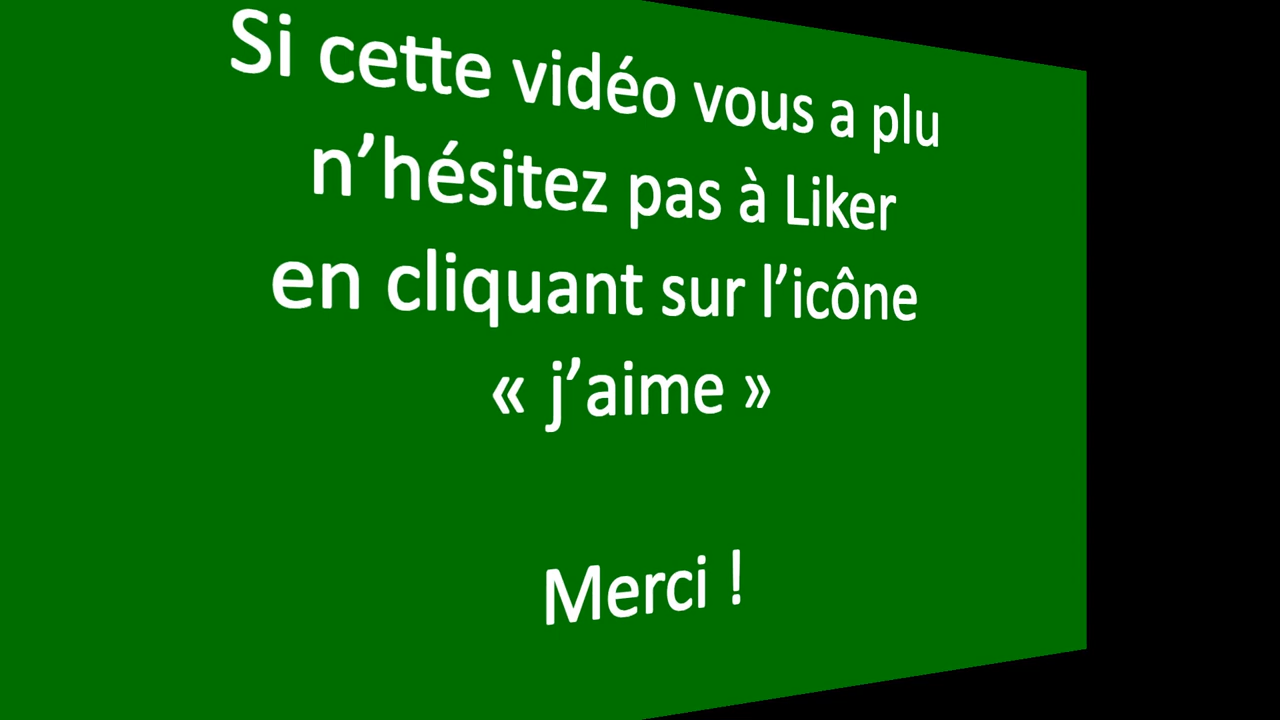 Si cette vidéo vous a plu
n’hésitez pas à Liker
en cliquant sur l’icône
« j’aime »
Merci !